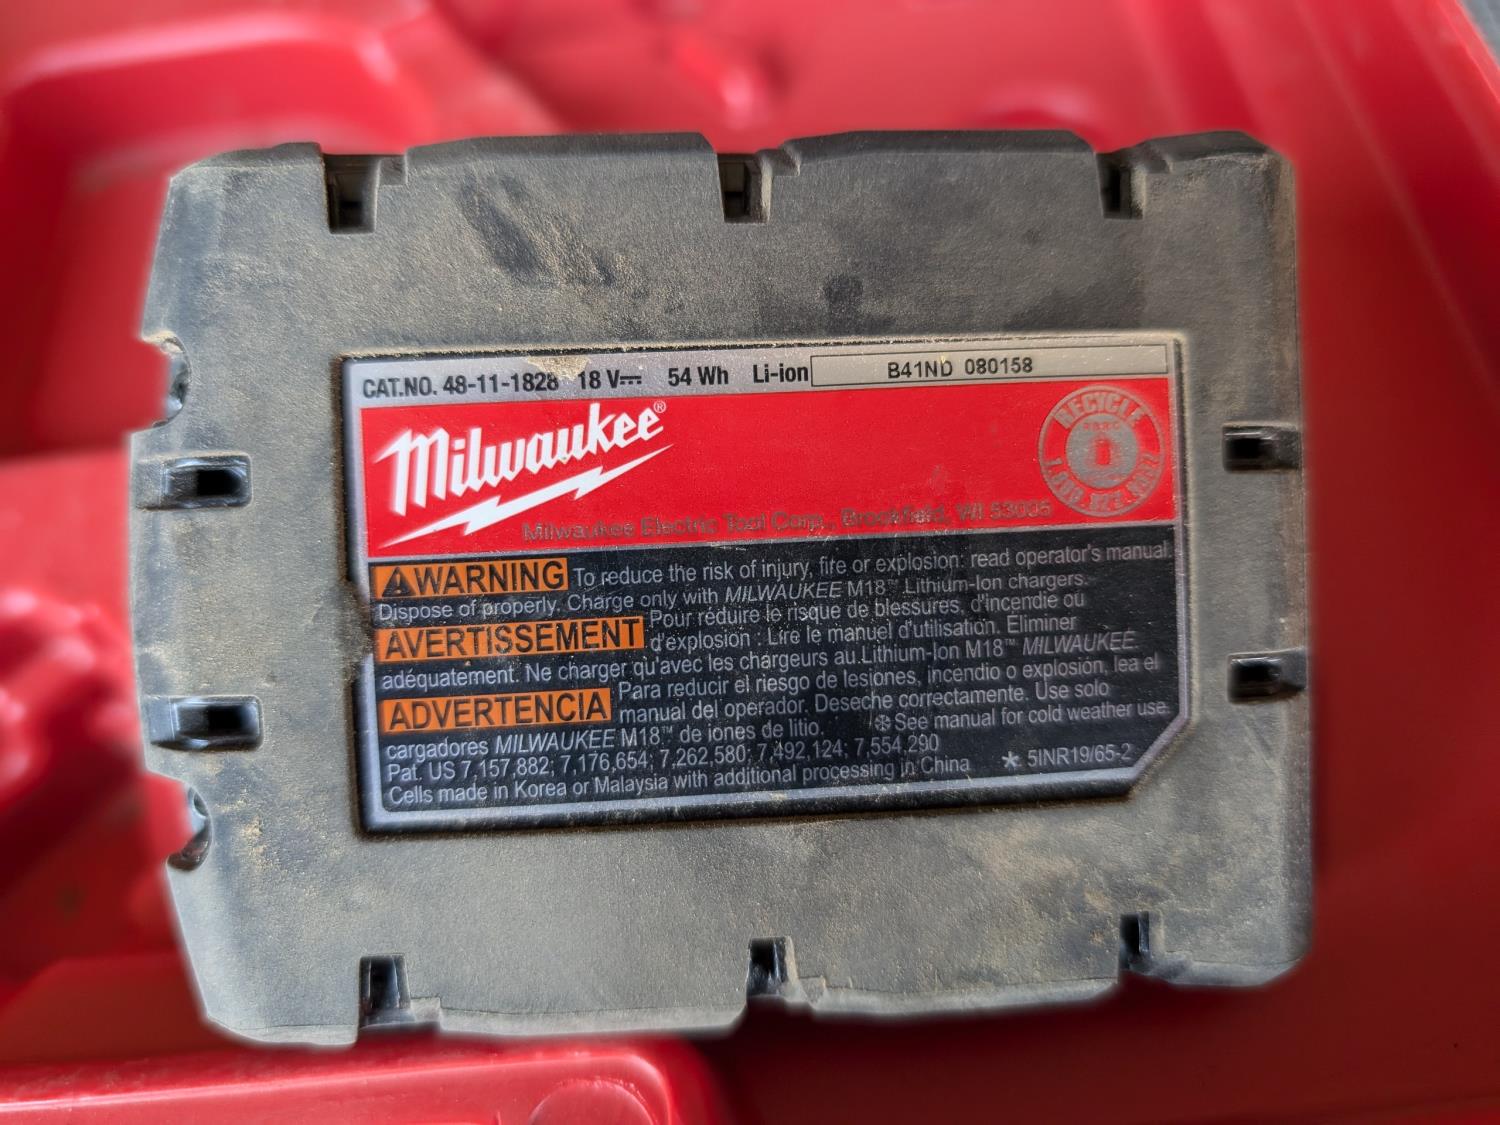 CAT.NO. 48-11-1828 18 V⎓ 54 Wh Li-ion B41ND 080158
Milwaukee®
RECYCLE
RBRC
1.800.822.8837
Milwaukee Electric Tool Corp., Brookfield, WI 53005
⚠WARNING To reduce the risk of injury, fire or explosion: read operator's manual.
Dispose of properly. Charge only with MILWAUKEE M18™ Lithium-Ion chargers.
AVERTISSEMENT Pour réduire le risque de blessures, d'incendie ou
d'explosion : Lire le manuel d'utilisation. Éliminer
adéquatement. Ne charger qu'avec les chargeurs au Lithium-Ion M18™ MILWAUKEE.
ADVERTENCIA Para reducir el riesgo de lesiones, incendio o explosión, lea el
manual del operador. Deseche correctamente. Use solo
cargadores MILWAUKEE M18™ de iones de litio. ❄See manual for cold weather use.
Pat. US 7,157,882; 7,176,654; 7,262,580; 7,492,124; 7,554,290
Cells made in Korea or Malaysia with additional processing in China * 5INR19/65-2